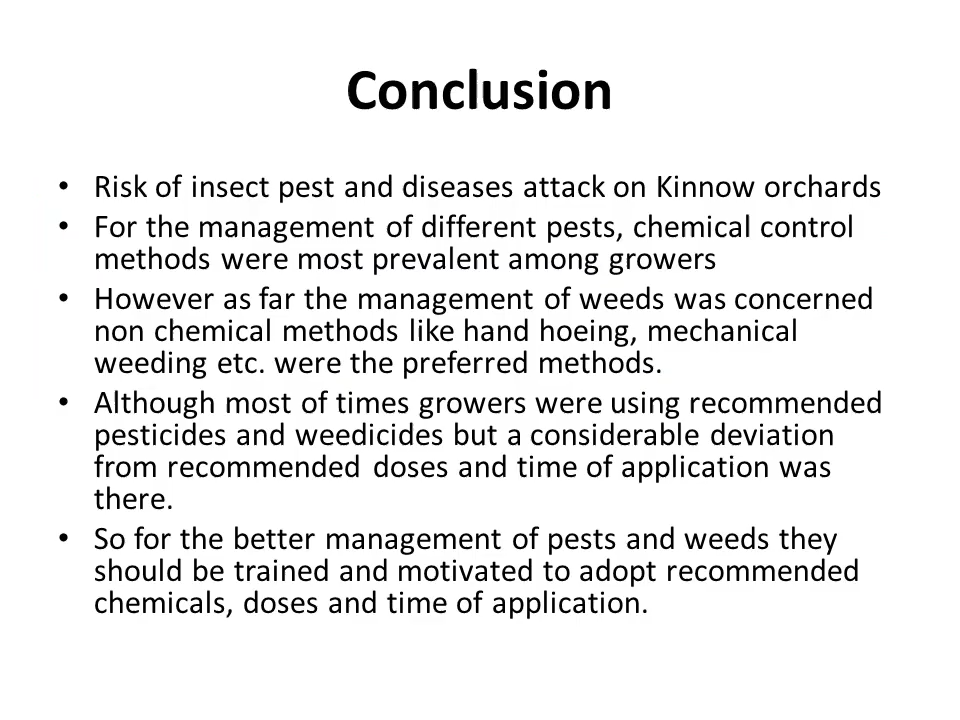 Conclusion
• Risk of insect pest and diseases attack on Kinnow orchards
• For the management of different pests, chemical control
methods were most prevalent among growers
• However as far the management of weeds was concerned
non chemical methods like hand hoeing, mechanical
weeding etc. were the preferred methods.
• Although most of times growers were using recommended
pesticides and weedicides but a considerable deviation
from recommended doses and time of application was
there.
• So for the better management of pests and weeds they
should be trained and motivated to adopt recommended
chemicals, doses and time of application.